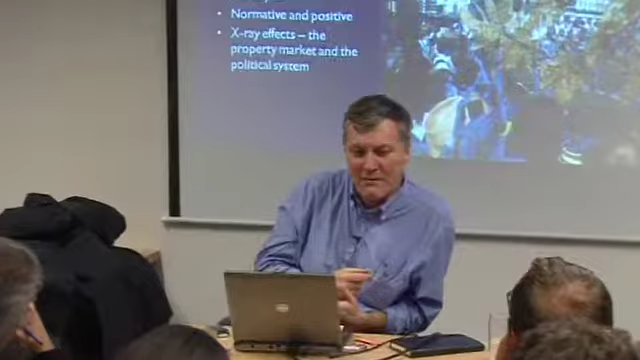 • Normative and positive
• X-ray effects – the
property market and the
political system